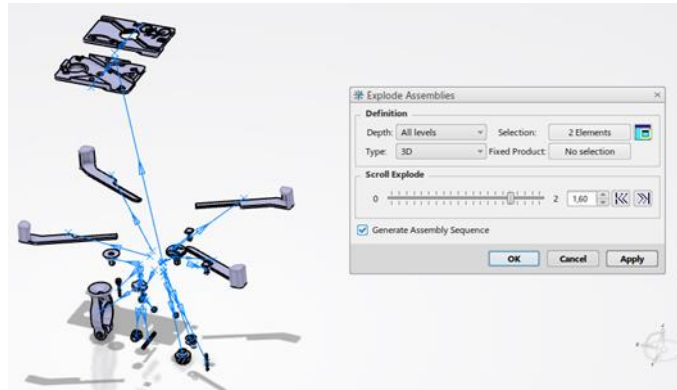 Explode Assemblies
Definition
Depth: All levels Selection: 2 Elements
Type: 3D Fixed Product: No selection
Scroll Explode
0 2 1,60
Generate Assembly Sequence
OK Cancel Apply